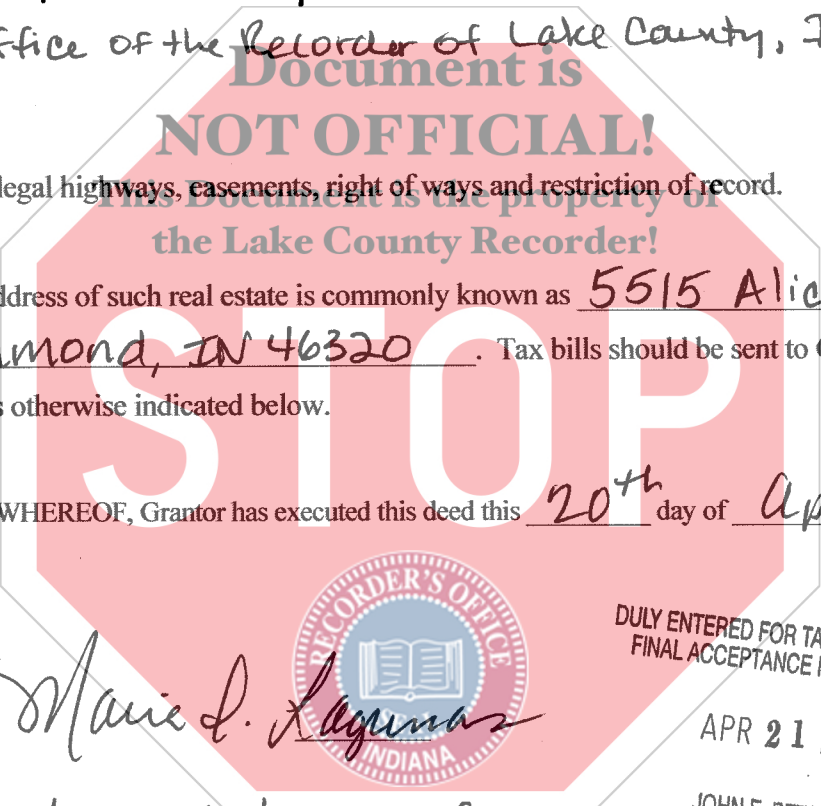 ffice of the Recorder of Lake County, I
Document is
NOT OFFICIAL!
legal highways, easements, right of ways and restriction of record.
This Document is the property of
the Lake County Recorder!
ddress of such real estate is commonly known as 5515 Alic
mond, IN 46320 . Tax bills should be sent to
s otherwise indicated below.
STOP
WHEREOF, Grantor has executed this deed this 20th day of Ap
RECORDER'S OFFICE
INDIANA
DULY ENTERED FOR TA
FINAL ACCEPTANCE
Maria L. Lagunas
APR 21
JOHN E.